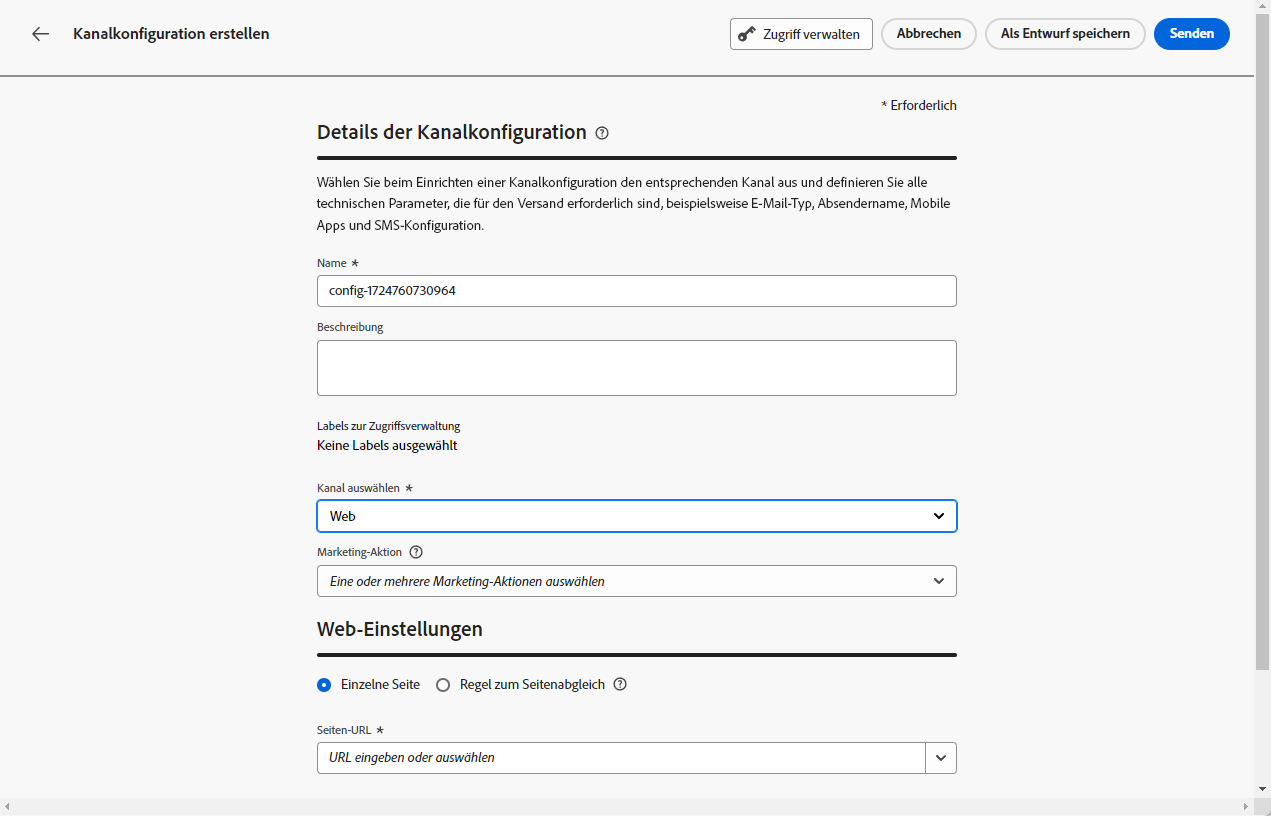 Kanalkonfiguration erstellen
Zugriff verwalten
Abbrechen
Als Entwurf speichern
Senden
* Erforderlich
Details der Kanalkonfiguration
Wählen Sie beim Einrichten einer Kanalkonfiguration den entsprechenden Kanal aus und definieren Sie alle
technischen Parameter, die für den Versand erforderlich sind, beispielsweise E-Mail-Typ, Absendername, Mobile
Apps und SMS-Konfiguration.
Name *
config-1724760730964
Beschreibung
Labels zur Zugriffsverwaltung
Keine Labels ausgewählt
Kanal auswählen *
Web
Marketing-Aktion
Eine oder mehrere Marketing-Aktionen auswählen
Web-Einstellungen
Einzelne Seite
Regel zum Seitenabgleich
Seiten-URL *
URL eingeben oder auswählen